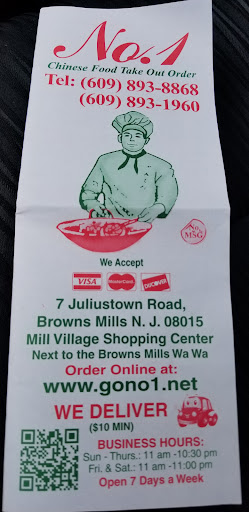 No.1
Chinese Food Take Out Order
Tel: (609) 893-8868
(609) 893-1960
No
MSG
We Accept
VISA MasterCard DISCOVER
7 Juliustown Road,
Browns Mills N. J. 08015
Mill Village Shopping Center
Next to the Browns Mills Wa Wa
Order Online at:
www.gono1.net
WE DELIVER
($10 MIN)
BUSINESS HOURS:
Sun - Thurs.: 11 am -10:30 pm
Fri. & Sat.: 11 am -11:00 pm
Open 7 Days a Week